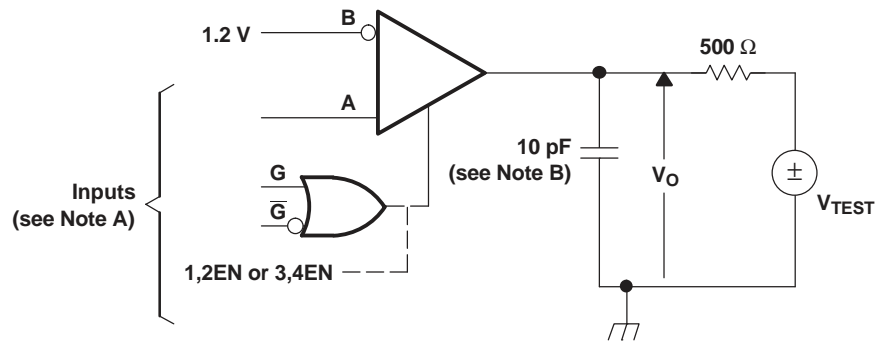 B
1.2 V
500 Ω
A
10 pF
(see Note B)
VO
±
VTEST
Inputs
(see Note A)
G
G̅
1,2EN or 3,4EN